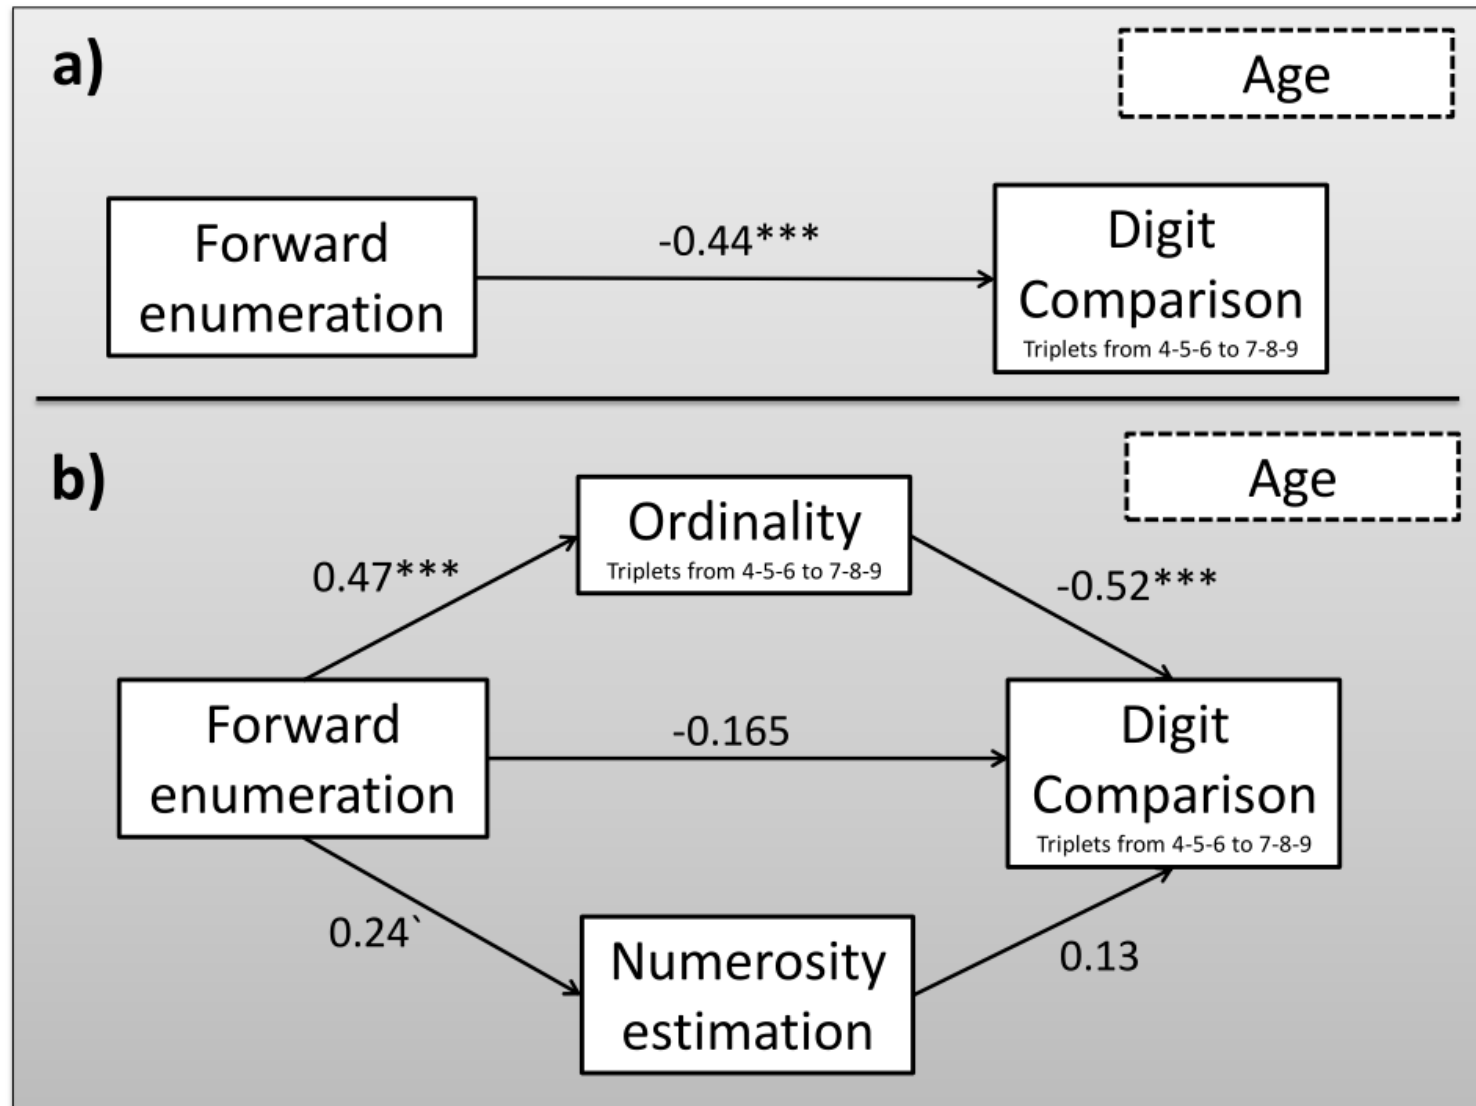 a)
Age
Forward
enumeration
-0.44***
Digit
Comparison
Triplets from 4-5-6 to 7-8-9
b)
Age
Ordinality
Triplets from 4-5-6 to 7-8-9
0.47***
-0.52***
Forward
enumeration
-0.165
Digit
Comparison
Triplets from 4-5-6 to 7-8-9
0.24`
0.13
Numerosity
estimation